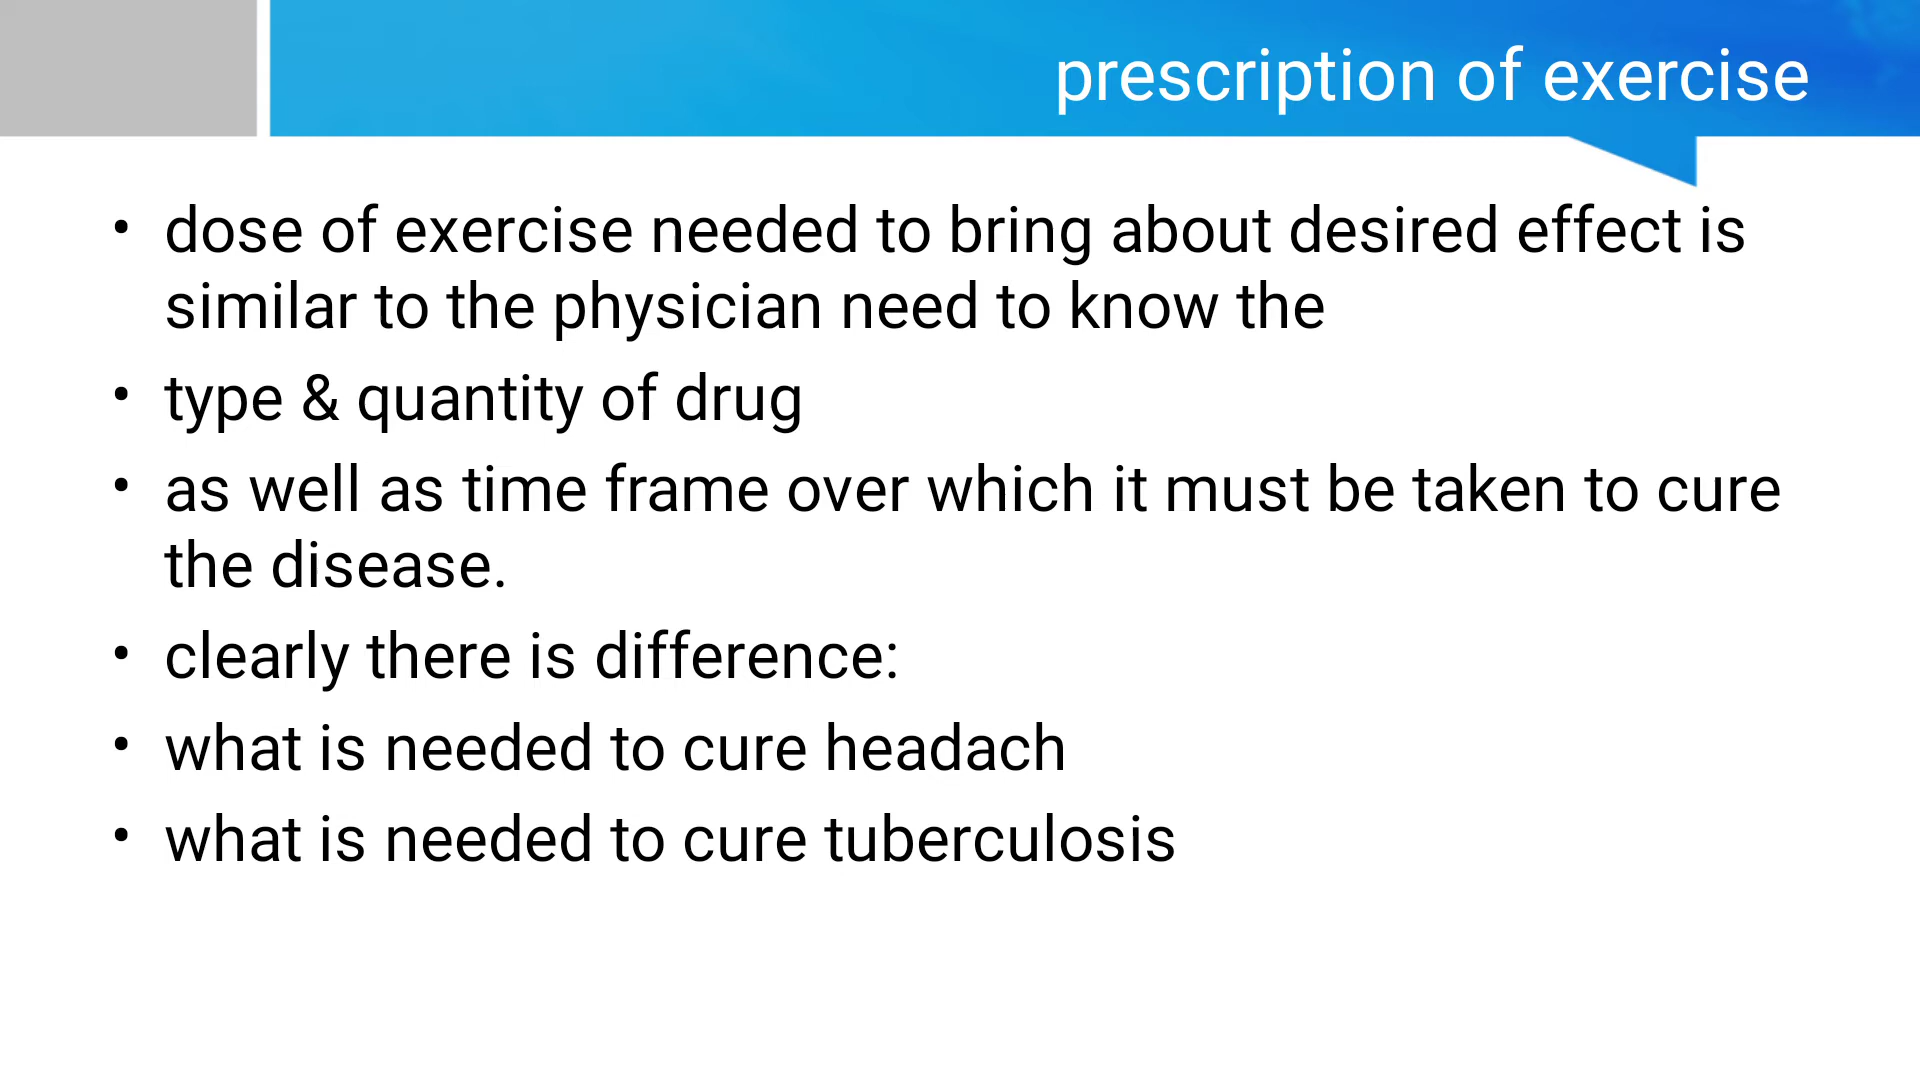 prescription of exercise
• dose of exercise needed to bring about desired effect is
similar to the physician need to know the
• type & quantity of drug
• as well as time frame over which it must be taken to cure
the disease.
• clearly there is difference:
• what is needed to cure headach
• what is needed to cure tuberculosis